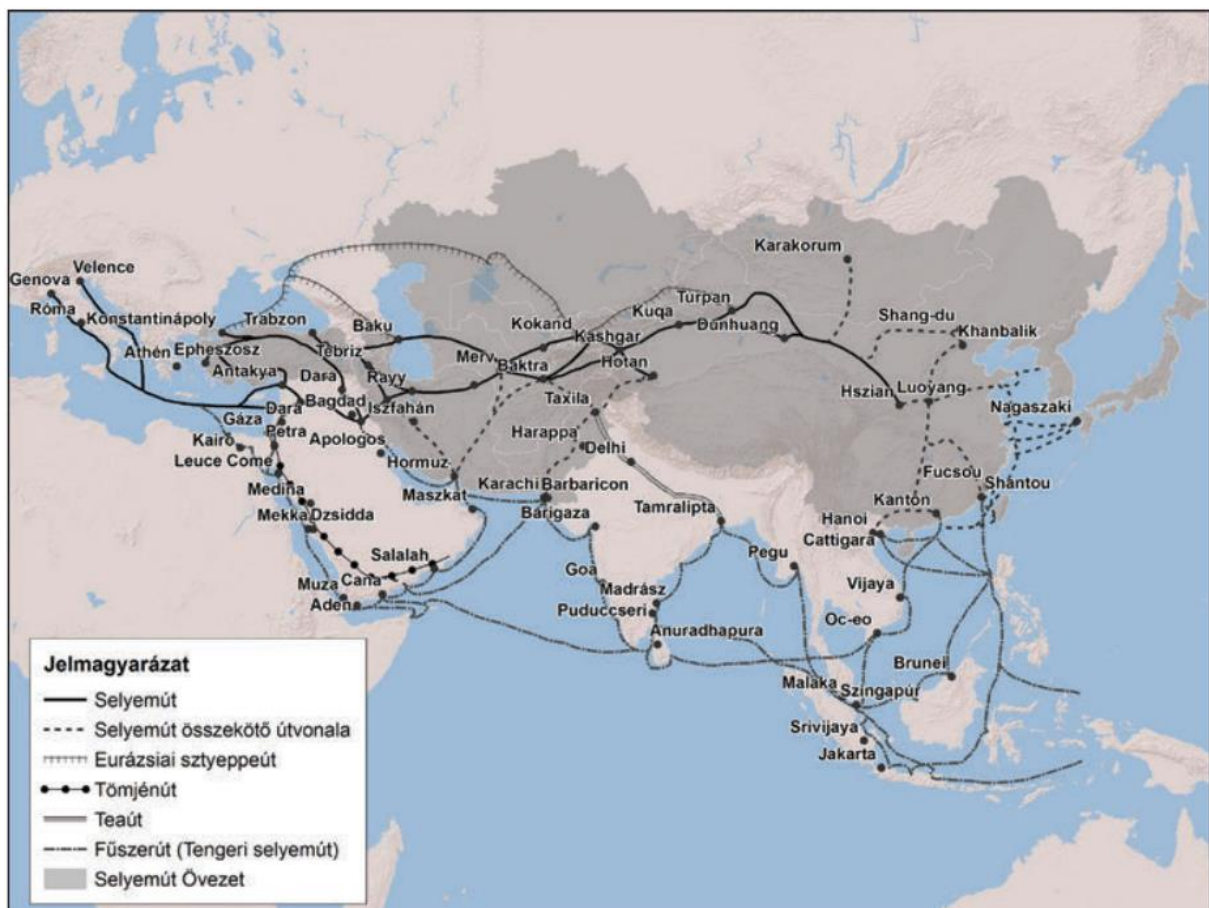 Karakorum
Velence
Genova
Turpan
Kuqa
Shang-du
Róma
Konstantinápoly
Trabzon
Baku
Kokand
Kashgar
Dunhuang
Khanbalik
Athén
Epheszosz
Tebriz
Merv
Baktra
Hotan
Antakya
Dara
Rayy
Hszian
Luoyang
Dara
Bagdad
Iszfahán
Taxila
Nagaszaki
Gáza
Petra
Apologos
Harappa
Kairó
Delhi
Leuce Come
Hormuz
Fucsou
Medina
Maszkat
Karachi
Barbaricon
Shantou
Kanton
Mekka
Dzsidda
Barigaza
Tamralipta
Hanoi
Cattigara
Salalah
Pegu
Muza
Cana
Goa
Madrász
Vijaya
Aden
Puduccseri
Oc-eo
Anuradhapura
Brunei
Malaka
Szingapúr
Srivijaya
Jakarta
Jelmagyarázat
Selyemút
Selyemút összekötő útvonala
Eurázsiai sztyeppeút
Tömjénút
Teaút
Fűszerút (Tengeri selyemút)
Selyemút Övezet